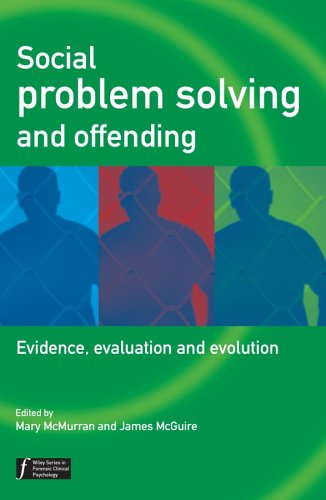 Social
problem solving
and offending
Evidence, evaluation and evolution
Edited by
Mary McMurran and James McGuire
f
Wiley Series in
Forensic Clinical
Psychology